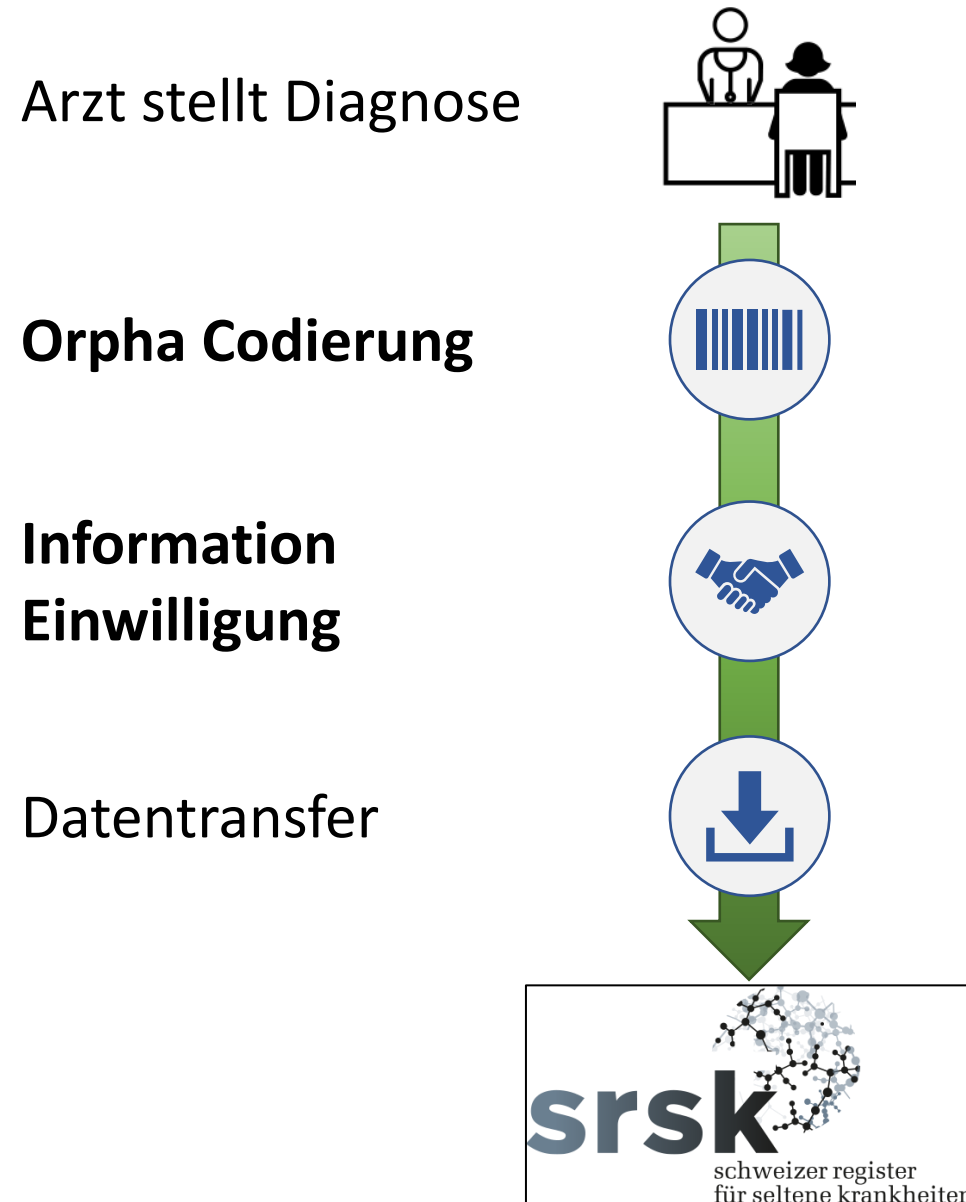 Arzt stellt Diagnose
Orpha Codierung
Information
Einwilligung
Datentransfer
srsk
schweizer register
für seltene krankheiten